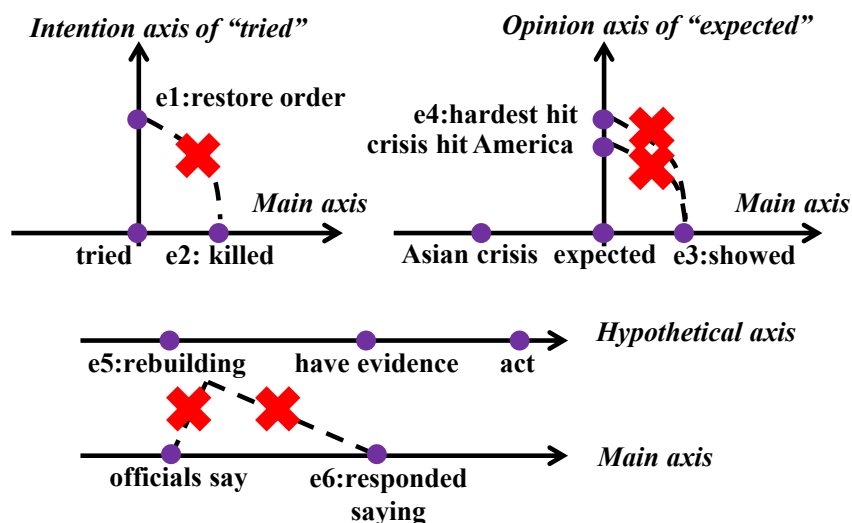 Intention axis of “tried”
e1:restore order
Main axis
tried
e2: killed
Opinion axis of “expected”
e4:hardest hit
crisis hit America
Main axis
Asian crisis
expected
e3:showed
Hypothetical axis
e5:rebuilding
have evidence
act
Main axis
officials say
e6:responded
saying